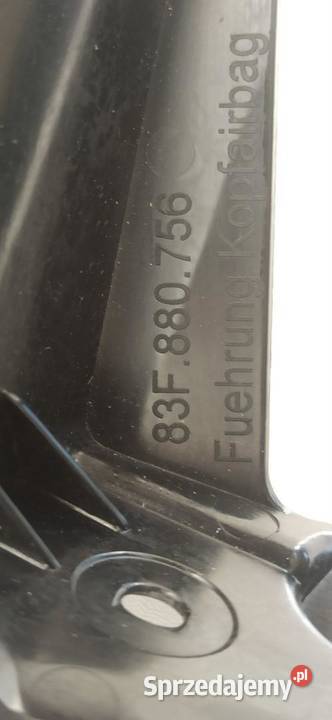 83F.880.756
Fuehrung Kopfairbag
Sprzedajemy.pl